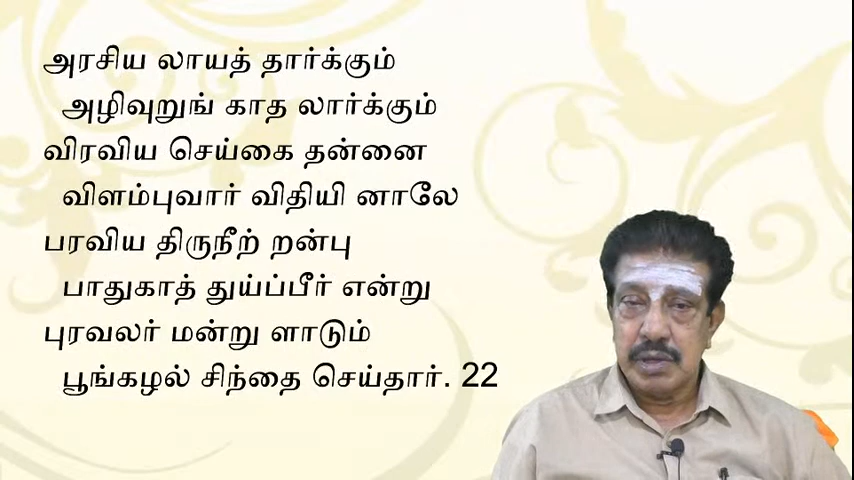 அரசிய லாயத் தார்க்கும்
அழிவுறுங் காத லார்க்கும்
விரவிய செய்கை தன்னை
விளம்புவார் விதியி னாலே
பரவிய திருநீற் றன்பு
பாதுகாத் துய்ப்பீர் என்று
புரவலர் மன்று ளாடும்
பூங்கழல் சிந்தை செய்தார். 22